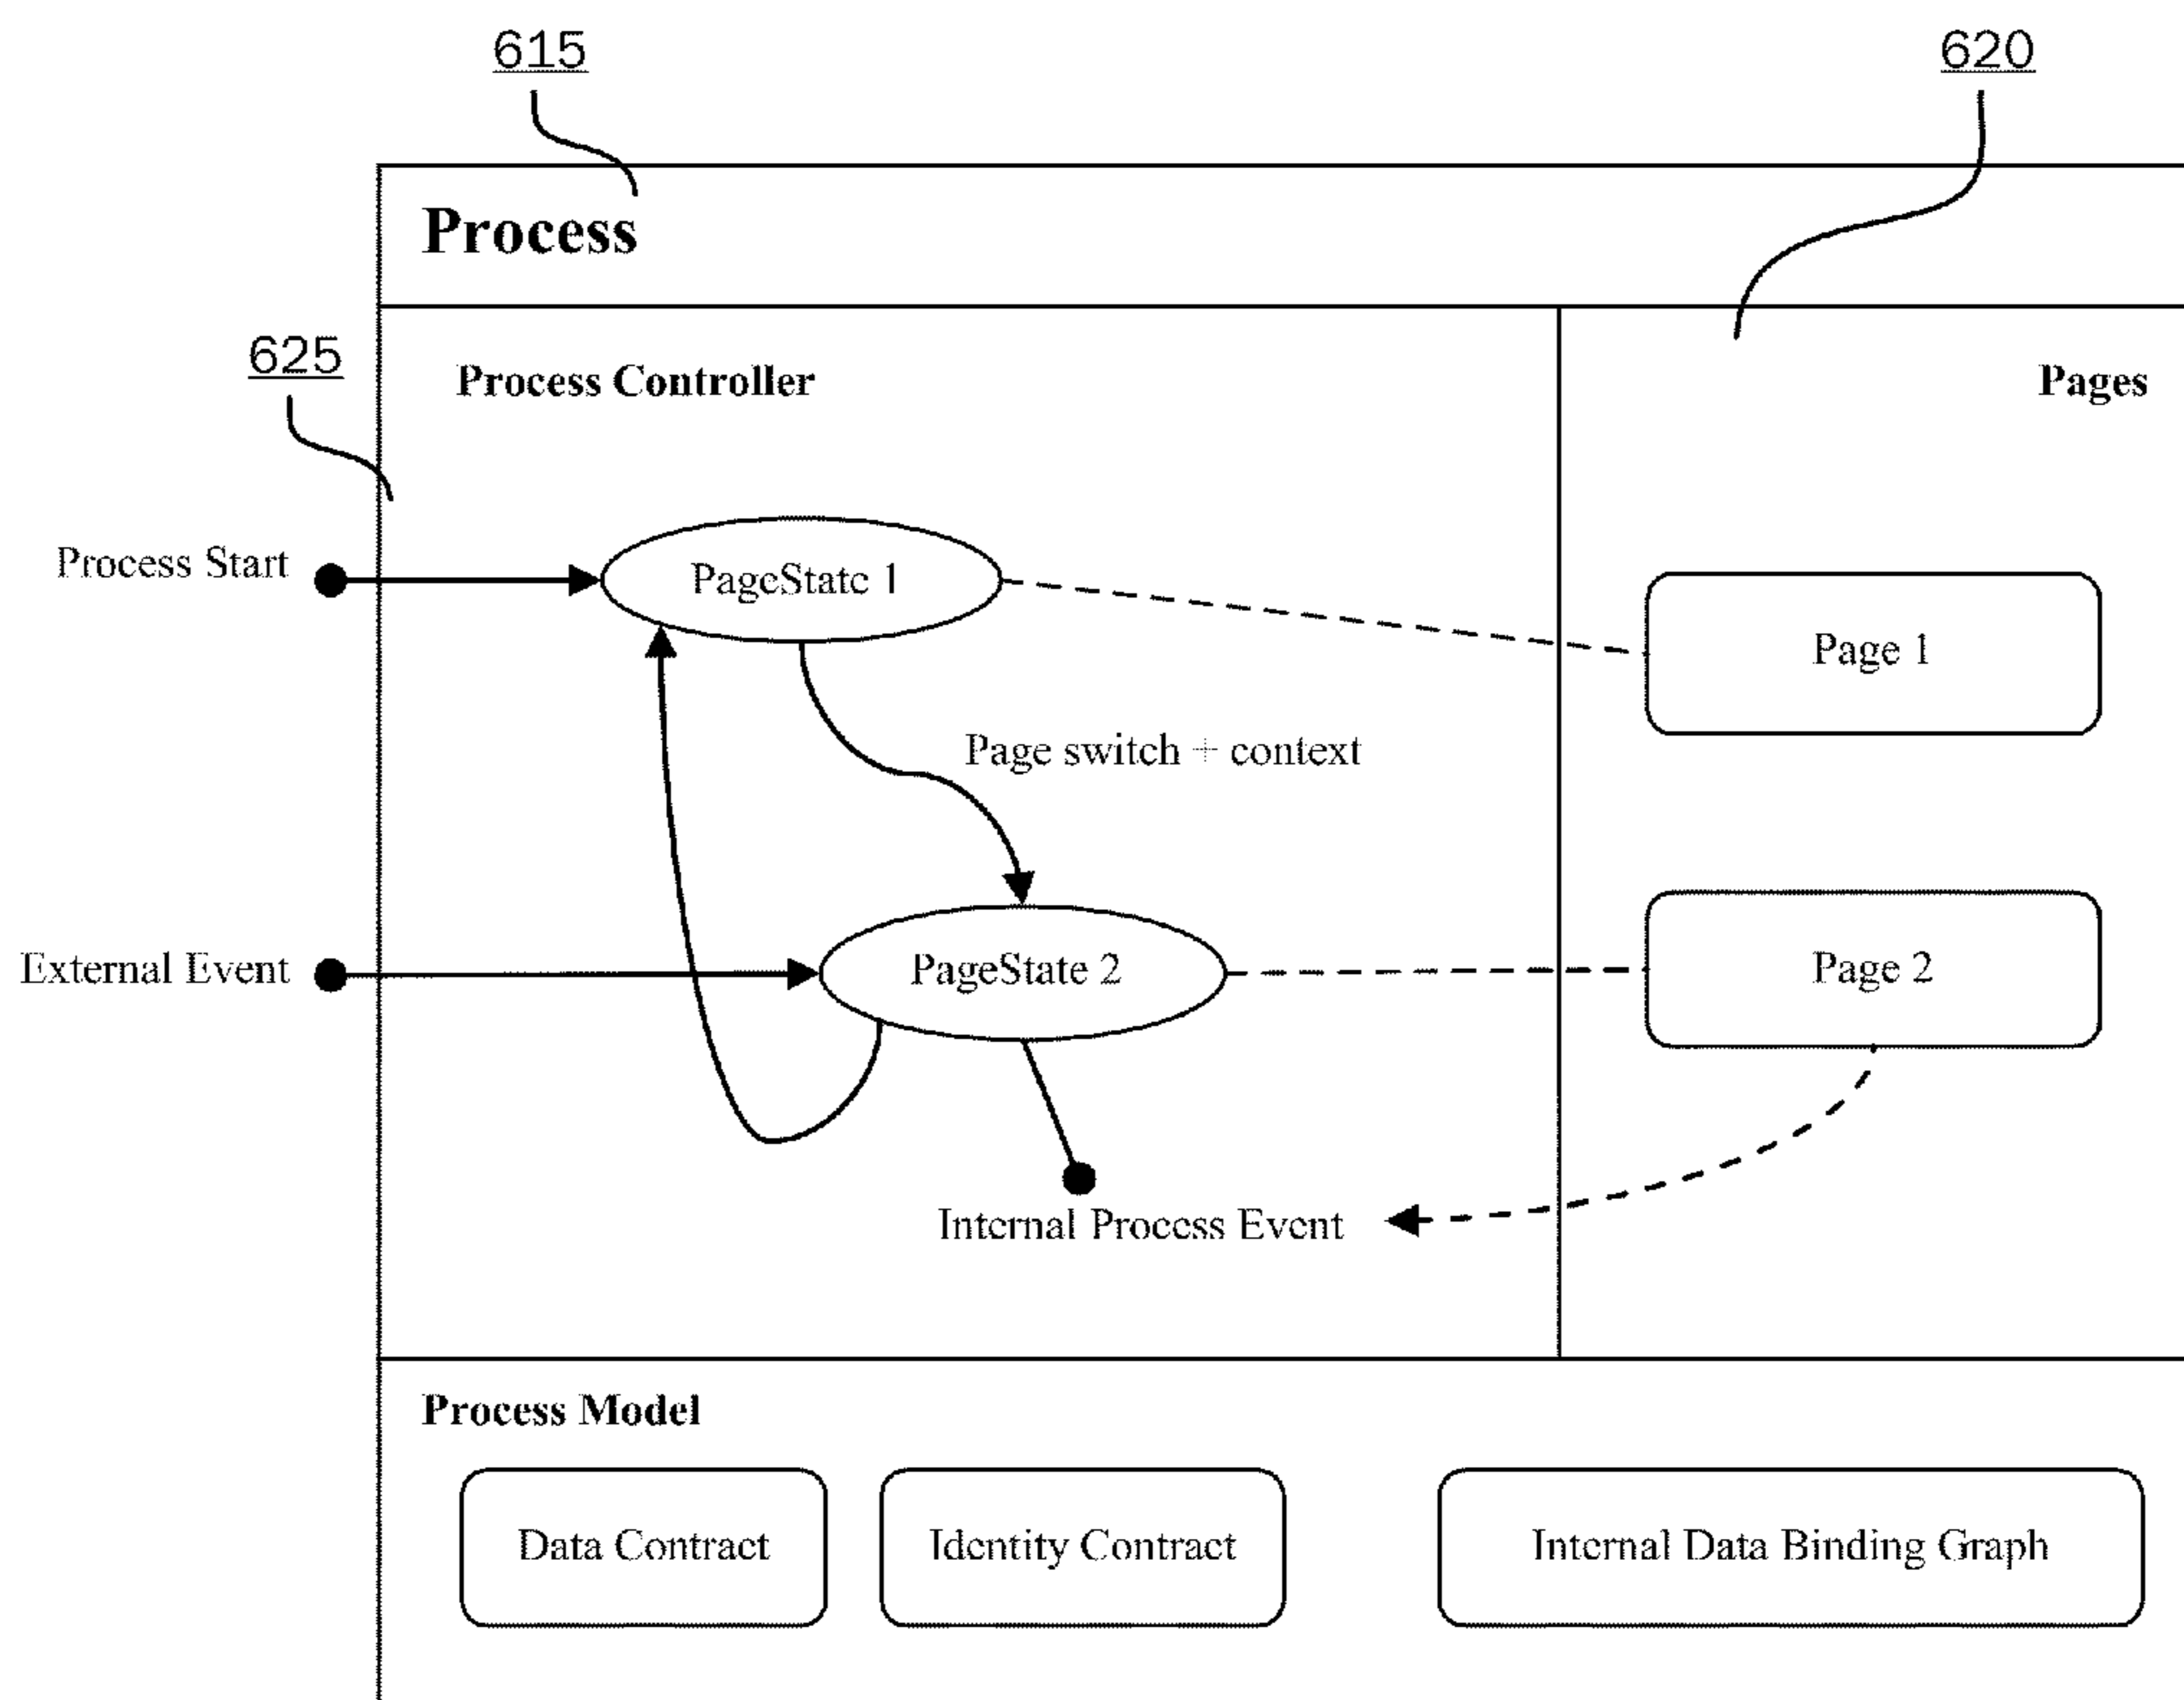 615
620
Process
625
Process Controller
Pages
Process Start
PageState 1
Page 1
Page switch + context
External Event
PageState 2
Page 2
Internal Process Event
Process Model
Data Contract
Identity Contract
Internal Data Binding Graph